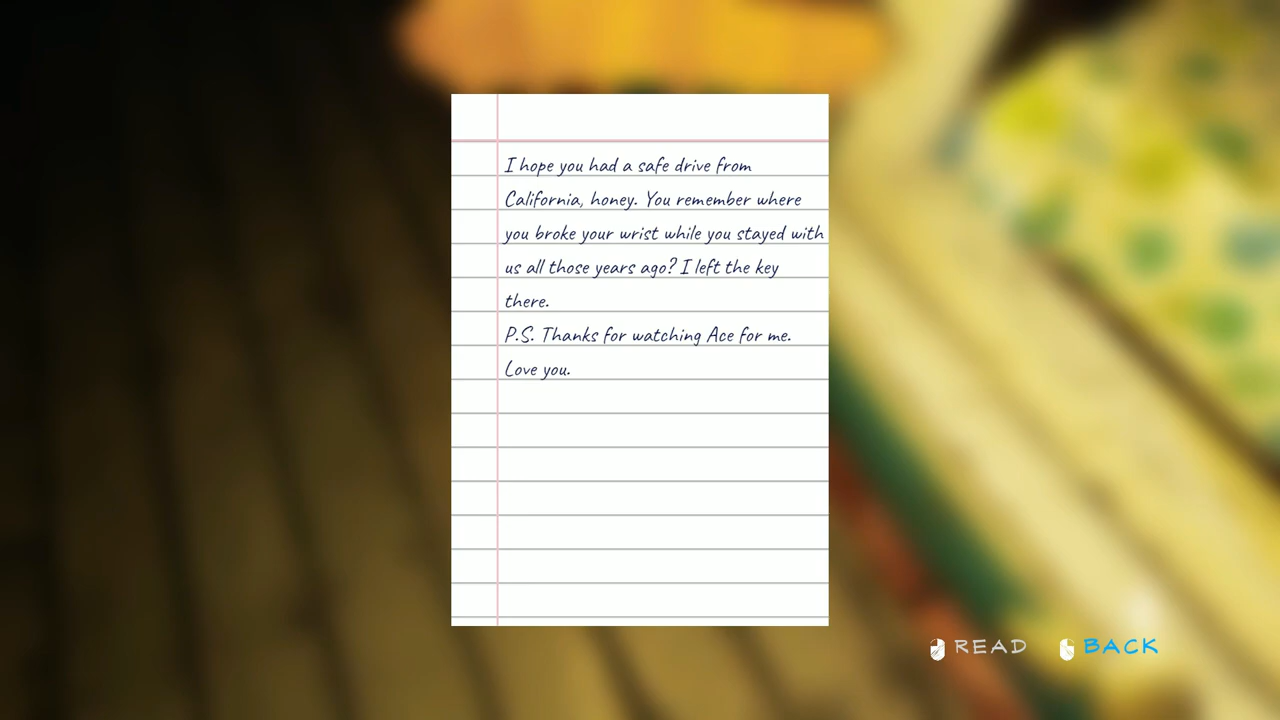 I hope you had a safe drive from
California, honey. You remember where
you broke your wrist while you stayed with
us all those years ago? I left the key
there.
P.S. Thanks for watching Ace for me.
Love you.
READ BACK